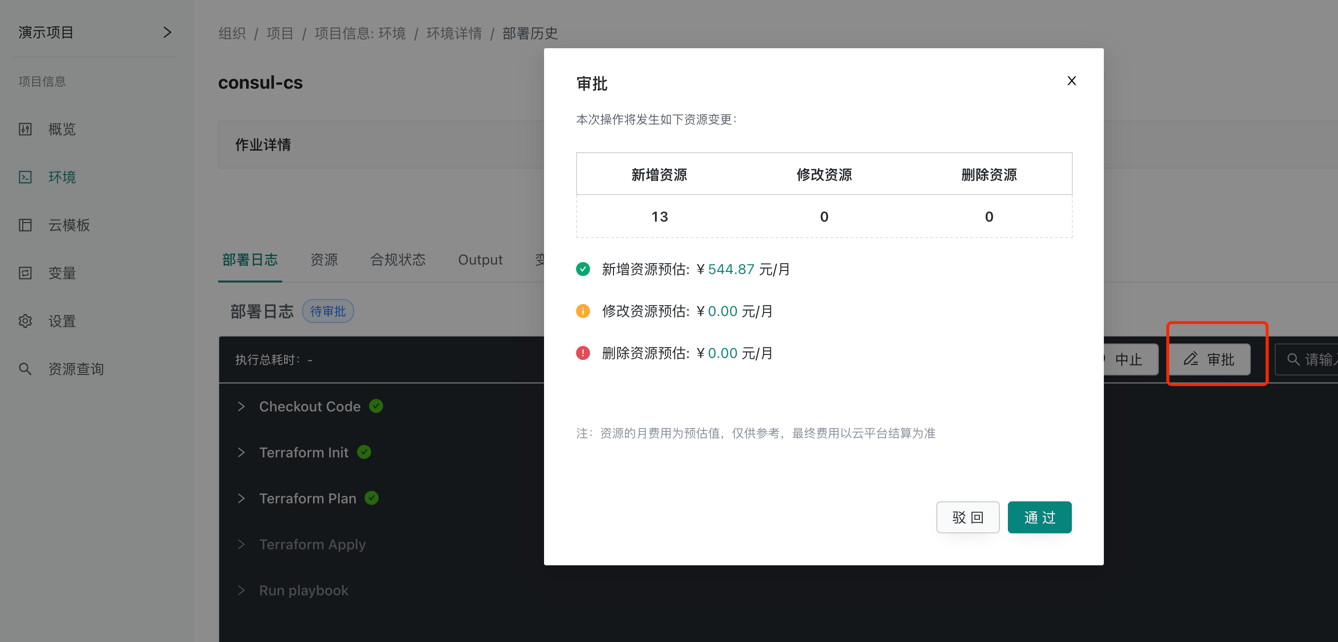 演示项目
项目信息
概览
环境
云模板
变量
设置
资源查询
组织 / 项目 / 项目信息: 环境 / 环境详情 / 部署历史
consul-cs
作业详情
部署日志 资源 合规状态 Output
部署日志 待审批
执行总耗时: -
中止 审批 请输
Checkout Code
Terraform Init
Terraform Plan
Terraform Apply
Run playbook
审批
本次操作将发生如下资源变更:
新增资源 修改资源 删除资源
13 0 0
新增资源预估: ¥ 544.87 元/月
修改资源预估: ¥ 0.00 元/月
删除资源预估: ¥ 0.00 元/月
注: 资源的月费用为预估值, 仅供参考, 最终费用以云平台结算为准
驳 回 通 过